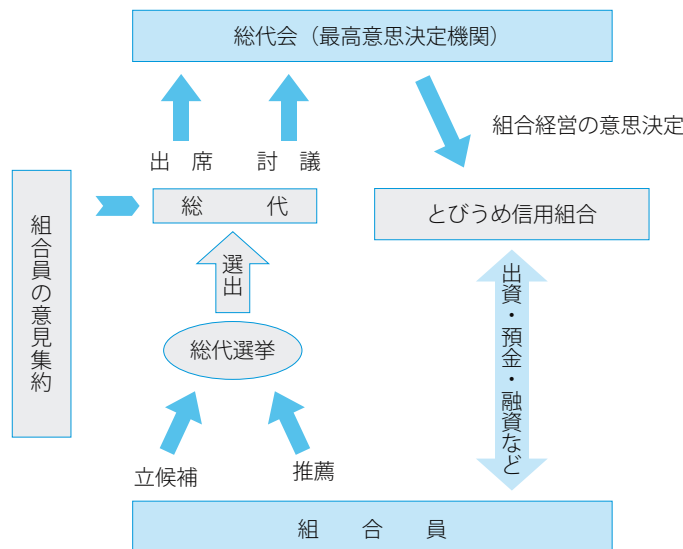 総代会（最高意思決定機関）
組合経営の意思決定
出　席
討　議
総　代
とびうめ信用組合
組合員の意見集約
選出
総代選挙
出資・預金・融資など
立候補
推薦
組　合　員